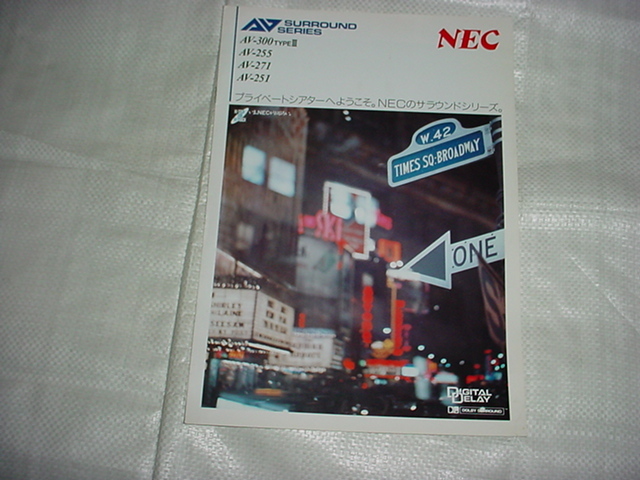 AV SURROUND SERIES
NEC
AV-300 TYPE II
AV-255
AV-271
AV-251
プライベートシアターへようこそ。NECのサラウンドシリーズ。
W. 42
TIMES SQ·BROADWAY
ONE
SHIRLEY
SEESAW
DIGITAL DELAY
DOLBY SURROUND